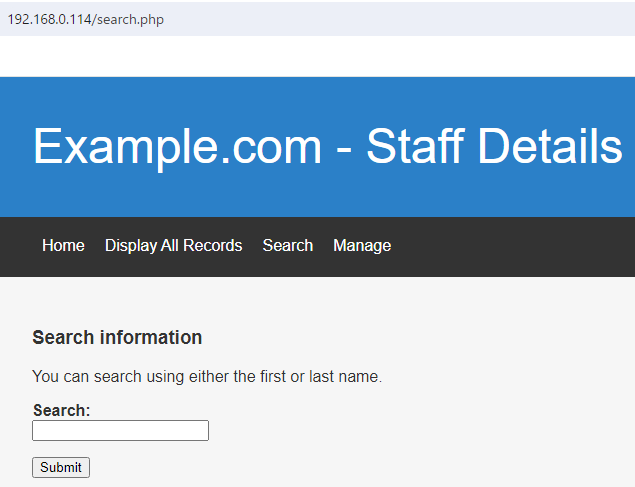 192.168.0.114/search.php
Example.com - Staff Details
Home Display All Records Search Manage
Search information
You can search using either the first or last name.
Search:
Submit